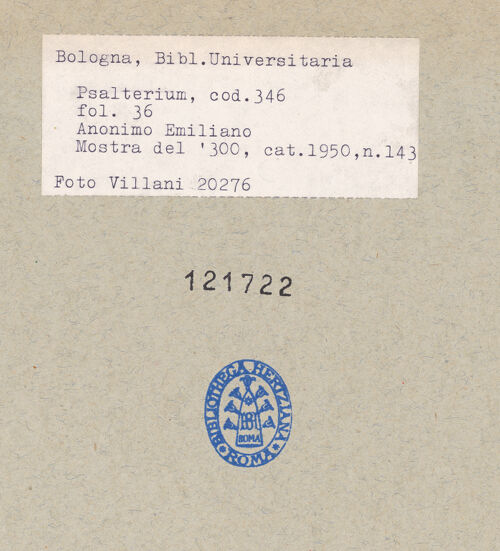 Bologna, Bibl.Universitaria
Psalterium, cod.346
fol. 36
Anonimo Emiliano
Mostra del '300, cat.1950,n.143
Foto Villani 20276
121722
BIBLIOTHECA HERTZIANA
BH
ROMA
* ROMA *